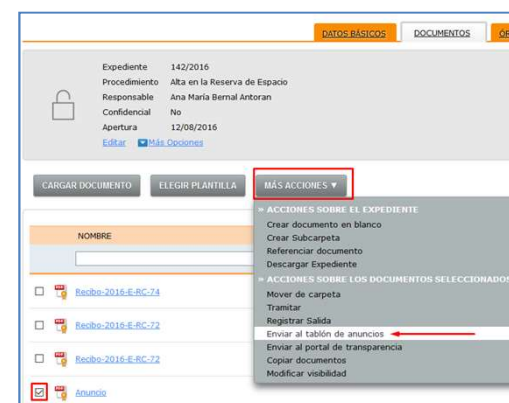 DATOS BÁSICOS DOCUMENTOS
Expediente 142/2016
Procedimiento Alta en la Reserva de Espacio
Responsable Ana María Bernal Antoran
Confidencial No
Apertura 12/08/2016
Editar Más Opciones
CARGAR DOCUMENTO ELEGIR PLANTILLA MÁS ACCIONES ▼
» ACCIONES SOBRE EL EXPEDIENTE
Crear documento en blanco
Crear Subcarpeta
Referenciar documento
Descargar Expediente
» ACCIONES SOBRE LOS DOCUMENTOS SELECCIONADOS
Mover de carpeta
Tramitar
Registrar Salida
Enviar al tablón de anuncios
Enviar al portal de transparencia
Copiar documentos
Modificar visibilidad
NOMBRE
Recibo-2016-E-RC-74
Recibo-2016-E-RC-72
Recibo-2016-E-RC-72
Anuncio